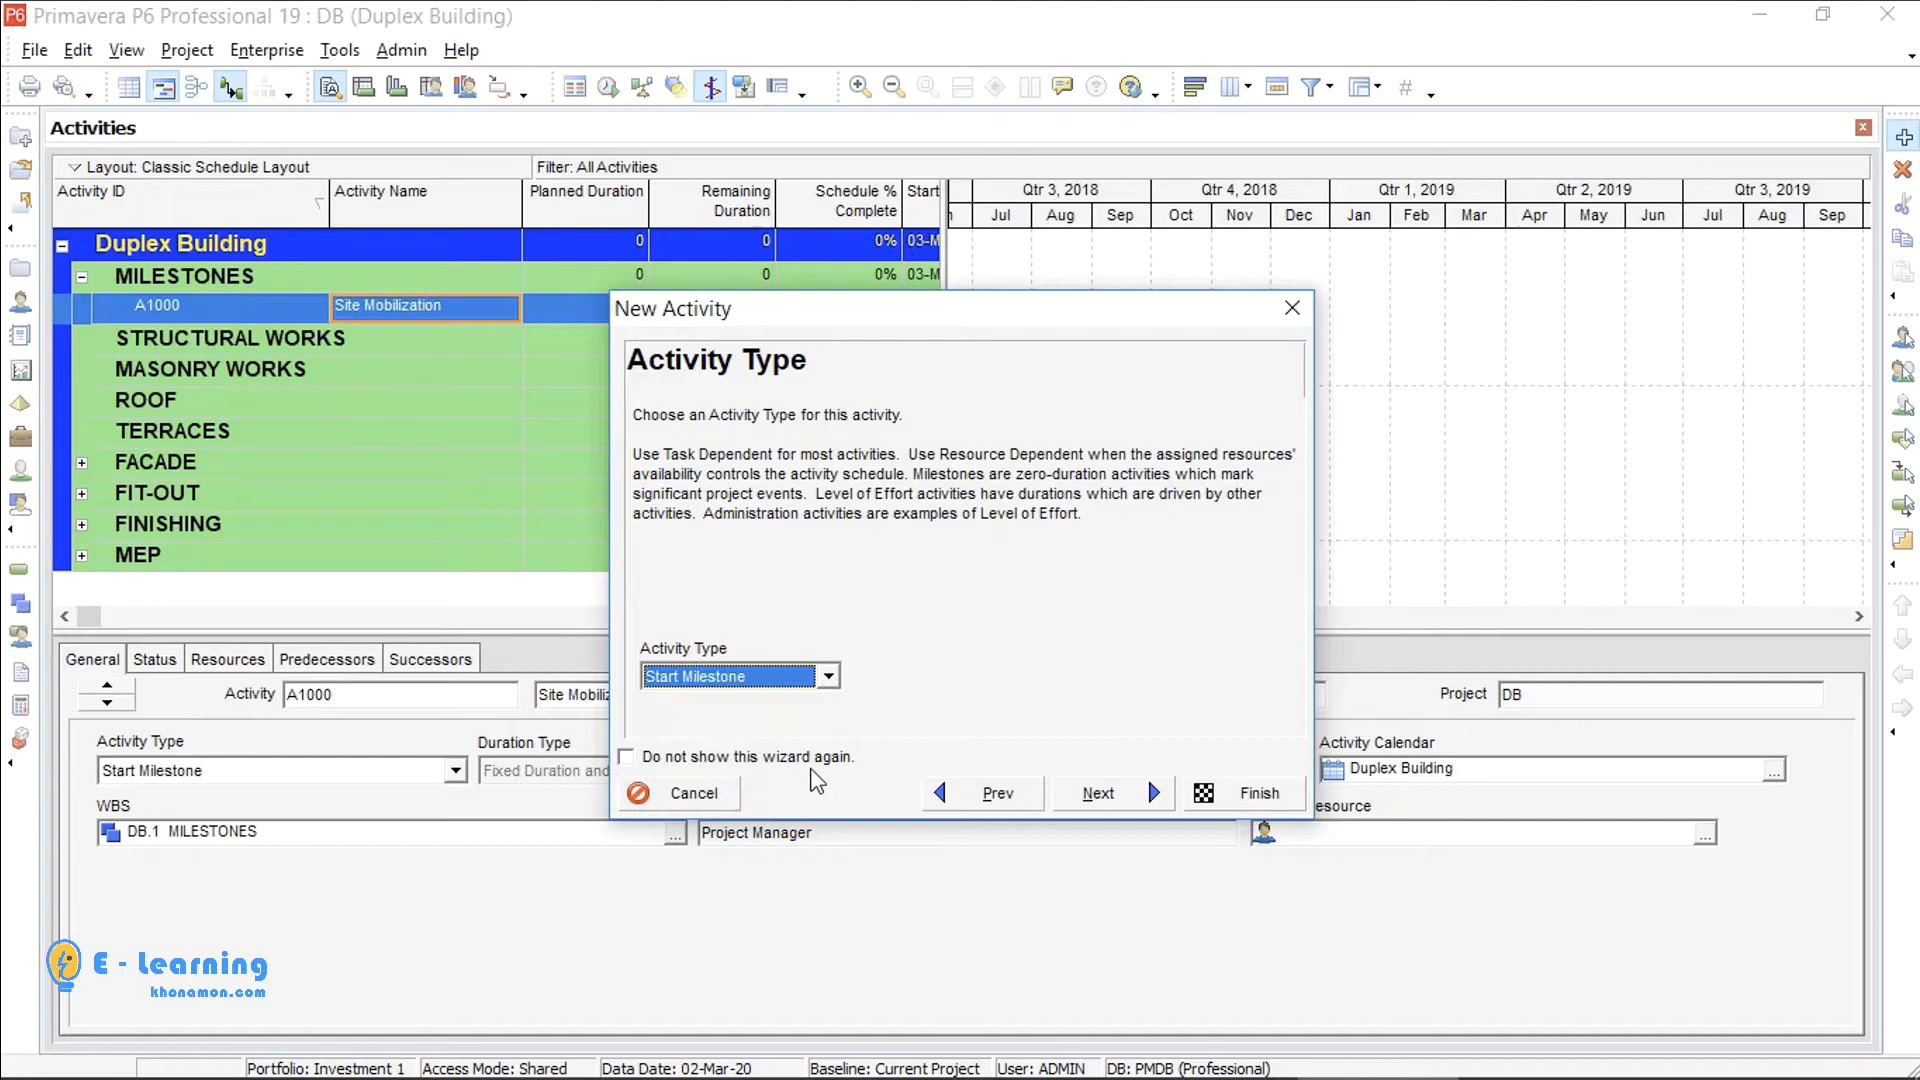 P6 Primavera P6 Professional 19 : DB (Duplex Building)
File Edit View Project Enterprise Tools Admin Help
Activities
Layout: Classic Schedule Layout Filter: All Activities
Activity ID Activity Name Planned Duration Remaining Duration Schedule % Complete Start
Qtr 3, 2018 Qtr 4, 2018 Qtr 1, 2019 Qtr 2, 2019 Qtr 3, 2019
Jul Aug Sep Oct Nov Dec Jan Feb Mar Apr May Jun Jul Aug Sep
Duplex Building 0 0 0% 03-M
MILESTONES 0 0 0% 03-M
A1000 Site Mobilization
STRUCTURAL WORKS
MASONRY WORKS
ROOF
TERRACES
FACADE
FIT-OUT
FINISHING
MEP
New Activity
Activity Type
Choose an Activity Type for this activity.
Use Task Dependent for most activities. Use Resource Dependent when the assigned resources'
availability controls the activity schedule. Milestones are zero-duration activities which mark
significant project events. Level of Effort activities have durations which are driven by other
activities. Administration activities are examples of Level of Effort.
Activity Type
Start Milestone
Do not show this wizard again.
Cancel Prev Next Finish
General Status Resources Predecessors Successors
Activity A1000 Site Mobiliz Project DB
Activity Type Duration Type Activity Calendar
Start Milestone Fixed Duration and Duplex Building ...
WBS esource
DB.1 MILESTONES ... Project Manager ...
E - Learning
khonamon.com
Portfolio: Investment 1 Access Mode: Shared Data Date: 02-Mar-20 Baseline: Current Project User: ADMIN DB: PMDB (Professional)